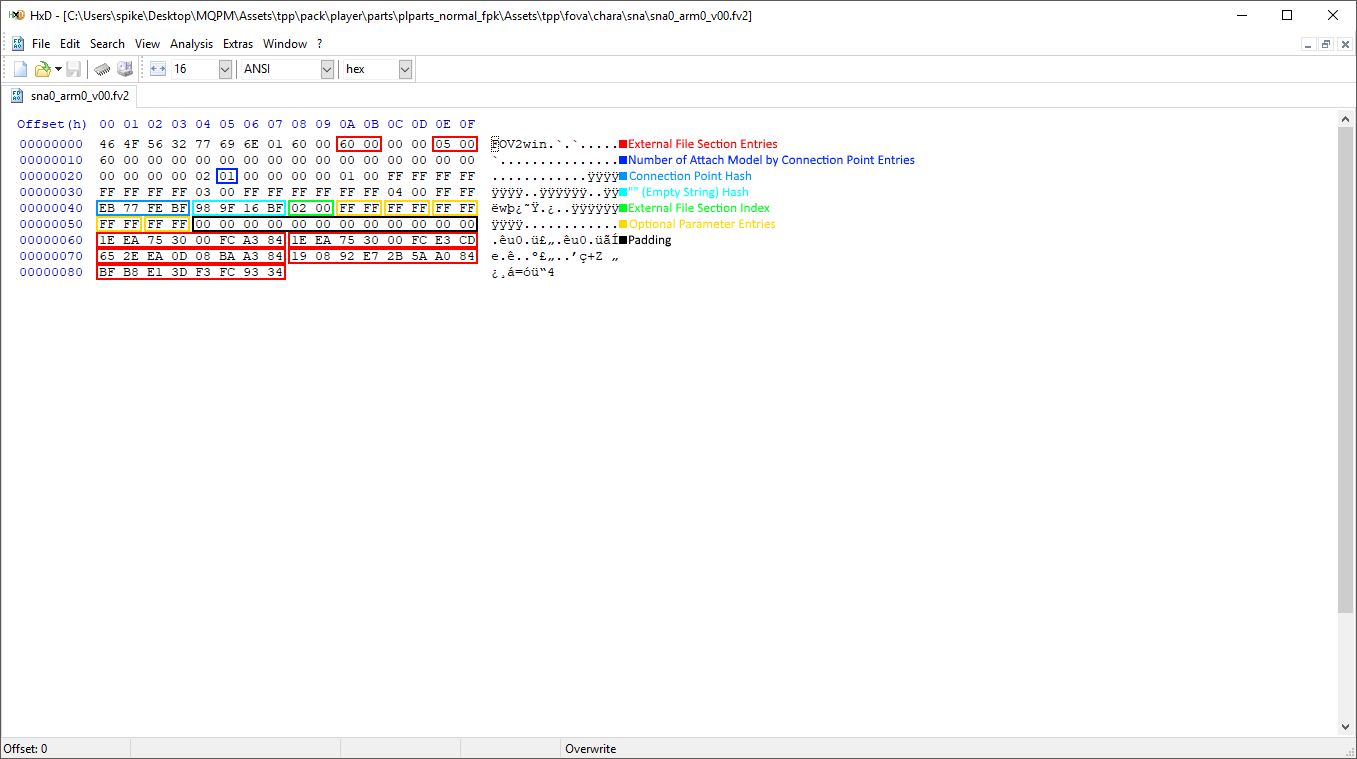 HxD - [C:\Users\spike\Desktop\MQPM\Assets\tpp\pack\player\parts\plparts_normal_fpk\Assets\tpp\fova\chara\sna\sna0_arm0_v00.fv2]
File Edit Search View Analysis Extras Window ?
16 ANSI hex
sna0_arm0_v00.fv2
Offset(h) 00 01 02 03 04 05 06 07 08 09 0A 0B 0C 0D 0E 0F
00000000 46 4F 56 32 77 69 6E 01 60 00 60 00 00 00 05 00 FOV2win.`.`..... External File Section Entries
00000010 60 00 00 00 00 00 00 00 00 00 00 00 00 00 00 00 `............... Number of Attach Model by Connection Point Entries
00000020 00 00 00 00 02 01 00 00 00 00 01 00 FF FF FF FF ............ÿÿÿÿ Connection Point Hash
00000030 FF FF FF FF 03 00 FF FF FF FF FF FF 04 00 FF FF ÿÿÿÿ..ÿÿÿÿÿÿ..ÿÿ "" (Empty String) Hash
00000040 EB 77 FE BF 98 9F 16 BF 02 00 FF FF FF FF FF FF ëwþ¿˜Ÿ.¿..ÿÿÿÿÿÿ External File Section Index
00000050 FF FF FF FF 00 00 00 00 00 00 00 00 00 00 00 00 ÿÿÿÿ............ Optional Parameter Entries
00000060 1E EA 75 30 00 FC A3 84 1E EA 75 30 00 FC E3 CD .êu0.ü£„.êu0.üãÍ Padding
00000070 65 2E EA 0D 08 BA A3 84 19 08 92 E7 2B 5A A0 84 e.ê..º£„..’ç+Z „
00000080 BF B8 E1 3D F3 FC 93 34 ¿¸á=óü“4
Offset: 0 Overwrite